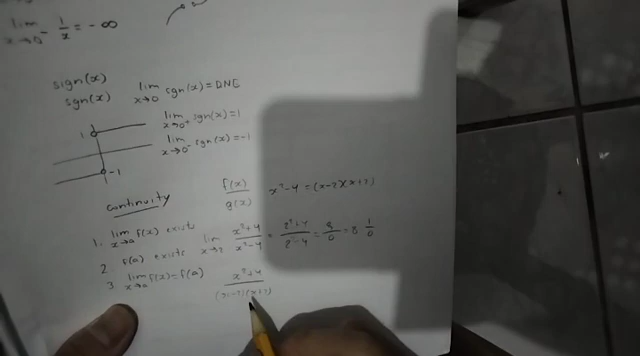 lim x→0⁻ 1/x = -∞
sign(x)
sgn(x) lim x→0 sgn(x) = DNE
lim x→0⁺ sgn(x) = 1
1
lim x→0⁻ sgn(x) = -1
-1
continuity
f(x)/g(x) x²-4 = (x-2)(x+2)
1. lim x→a f(x) exists
2. f(a) exists lim x→2 (x²+4)/(x²-4) = (2²+4)/(2²-4) = 8/0 = 8 · 1/0
3. lim x→a f(x) = f(a) (x²+4)/((x-2)(x+2))